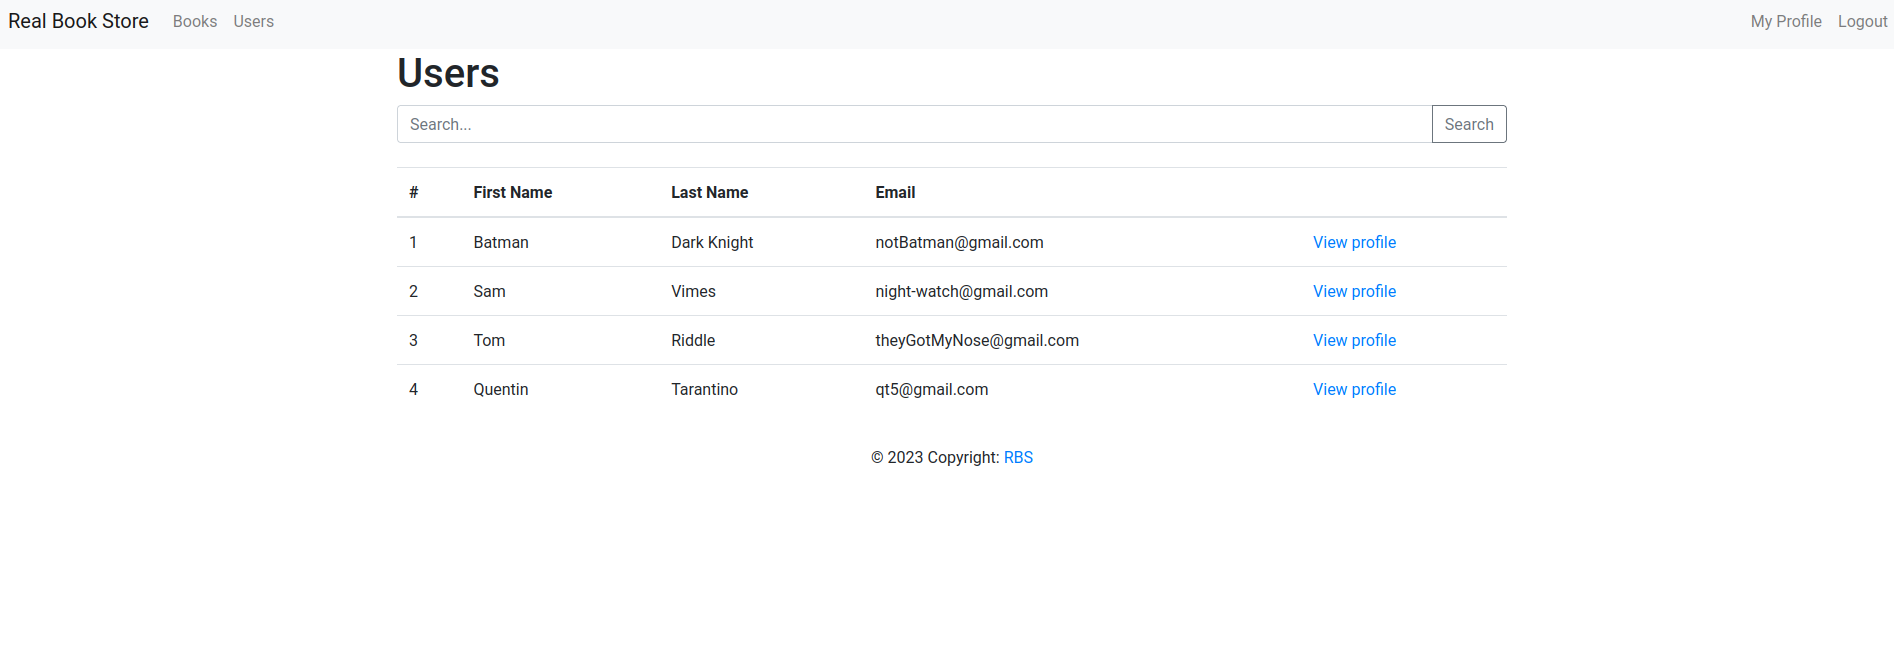 Real Book Store Books Users My Profile Logout
Users
Search... Search
# First Name Last Name Email
1 Batman Dark Knight notBatman@gmail.com View profile
2 Sam Vimes night-watch@gmail.com View profile
3 Tom Riddle theyGotMyNose@gmail.com View profile
4 Quentin Tarantino qt5@gmail.com View profile
© 2023 Copyright: RBS